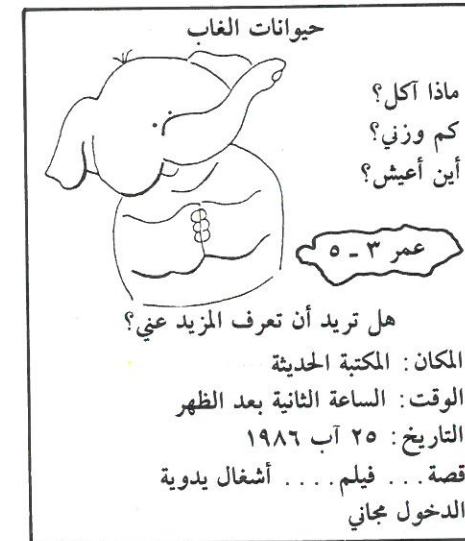 حيوانات الغاب
ماذا آكل؟
كم وزني؟
أين أعيش؟
عمر ٣ - ٥
هل تريد أن تعرف المزيد عني؟
المكان: المكتبة الحديثة
الوقت: الساعة الثانية بعد الظهر
التاريخ: ٢٥ آب ١٩٨٦
قصة... فيلم.... أشغال يدوية
الدخول مجاني